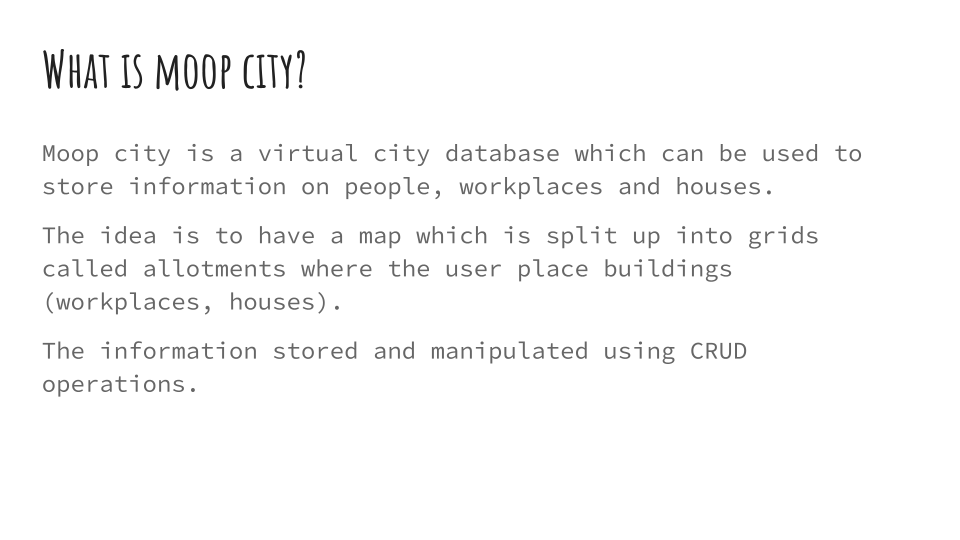 What is moop city?
Moop city is a virtual city database which can be used to
store information on people, workplaces and houses.
The idea is to have a map which is split up into grids
called allotments where the user place buildings
(workplaces, houses).
The information stored and manipulated using CRUD
operations.